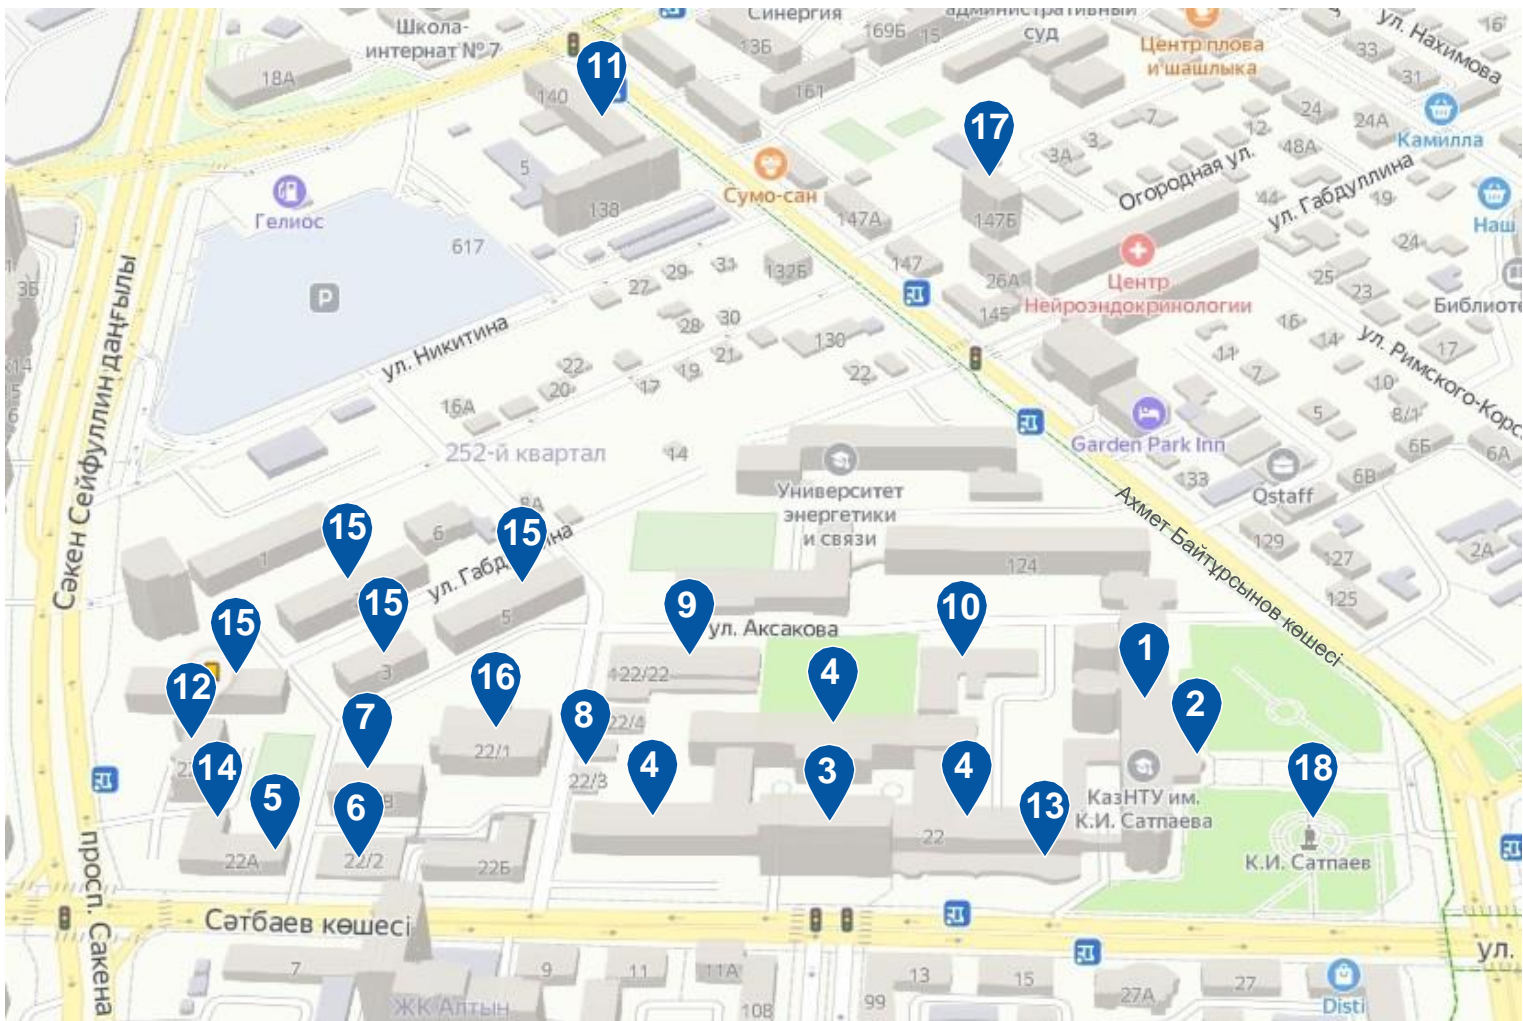 Школа-
интернат № 7
Синергия
административный
суд
Центр плова
и шашлыка
ул. Нахимова
16
18А
11
140
13Б
169Б
15
161
33
31
24
24А
Камилла
17
7
3
3А
12
48А
Огородная ул.
ул. Габдуллина
44
19
Наш
5
138
Сумо-сан
147А
147Б
Гелиос
617
P
31
29
27
132Б
147
26А
145
Центр
Нейроэндокринологии
24
25
23
Библиоте
Сәкен Сейфуллин даңғылы
ул. Никитина
28
30
130
22
20
21
19
17
22
16А
16
14
11
7
17
ул. Римского-Корс
10
8/1
5
6Б
6А
6В
252-й квартал
14
Университет
энергетики
и связи
Garden Park Inn
133
Qstaff
Ахмет Байтұрсынов көшесі
129
127
125
2А
8А
6
15
15
1
ул. Габдуллина
15
5
3
15
124
9
10
ул. Аксакова
1
12
16
122/22
4
2
7
8
22/4
22/1
22/3
14
4
3
4
18
5
6
13
22А
22/2
22Б
22
КазНТУ им.
К.И. Сатпаева
К.И. Сатпаев
Сәтбаев көшесі
просп. Сакена
ул.
7
9
11
11А
13
15
27А
27
ЖК Алтын
108
99
Disti